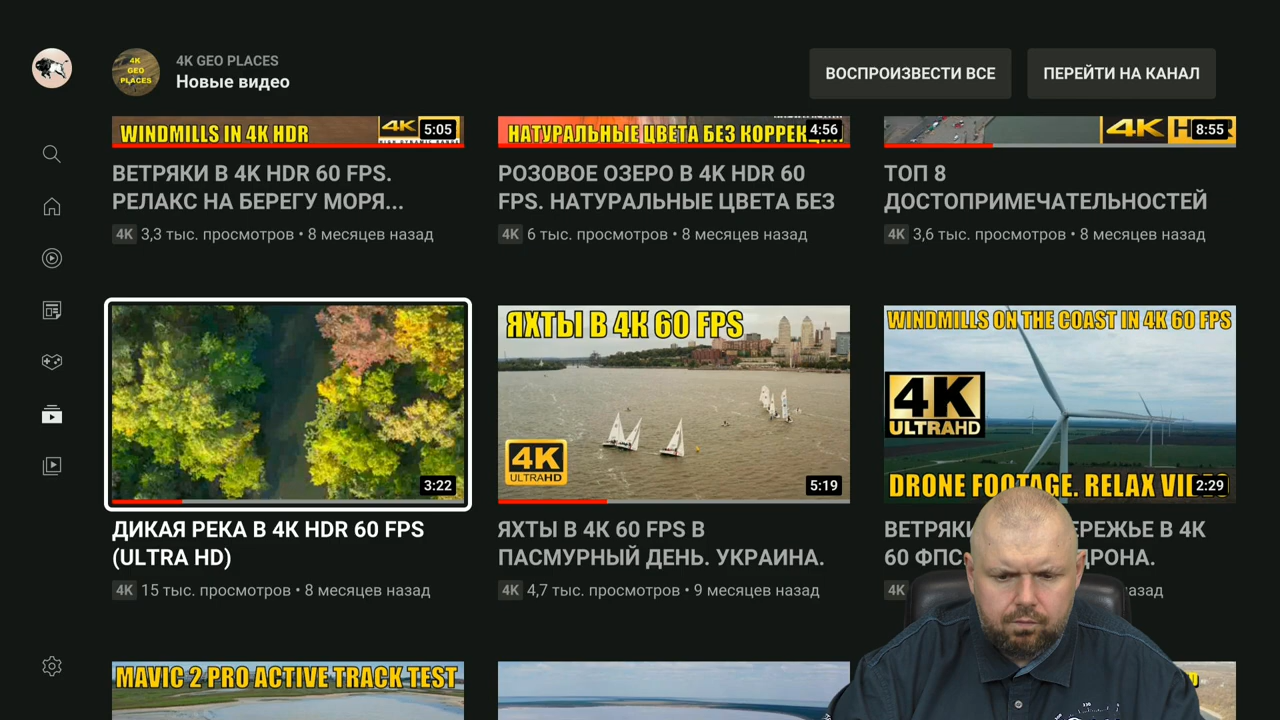 4K GEO PLACES
4K GEO PLACES
Новые видео
ВОСПРОИЗВЕСТИ ВСЕ
ПЕРЕЙТИ НА КАНАЛ
WINDMILLS IN 4K HDR
4K
5:05
НАТУРАЛЬНЫЕ ЦВЕТА БЕЗ
4:56
4K
8:55
ВЕТРЯКИ В 4K HDR 60 FPS.
РЕЛАКС НА БЕРЕГУ МОРЯ...
4K 3,3 тыс. просмотров • 8 месяцев назад
РОЗОВОЕ ОЗЕРО В 4K HDR 60
FPS. НАТУРАЛЬНЫЕ ЦВЕТА БЕЗ
4K 6 тыс. просмотров • 8 месяцев назад
ТОП 8
ДОСТОПРИМЕЧАТЕЛЬНОСТЕЙ
4K 3,6 тыс. просмотров • 8 месяцев назад
3:22
ДИКАЯ РЕКА В 4K HDR 60 FPS
(ULTRA HD)
4K 15 тыс. просмотров • 8 месяцев назад
ЯХТЫ В 4К 60 FPS
4K
ULTRAHD
5:19
ЯХТЫ В 4K 60 FPS В
ПАСМУРНЫЙ ДЕНЬ. УКРАИНА.
4K 4,7 тыс. просмотров • 9 месяцев назад
WINDMILLS ON THE COAST IN 4K 60 FPS
4K
ULTRAHD
DRONE FOOTAGE. RELAX
2:29
В 4K
60
4K
MAVIC 2 PRO ACTIVE TRACK TEST